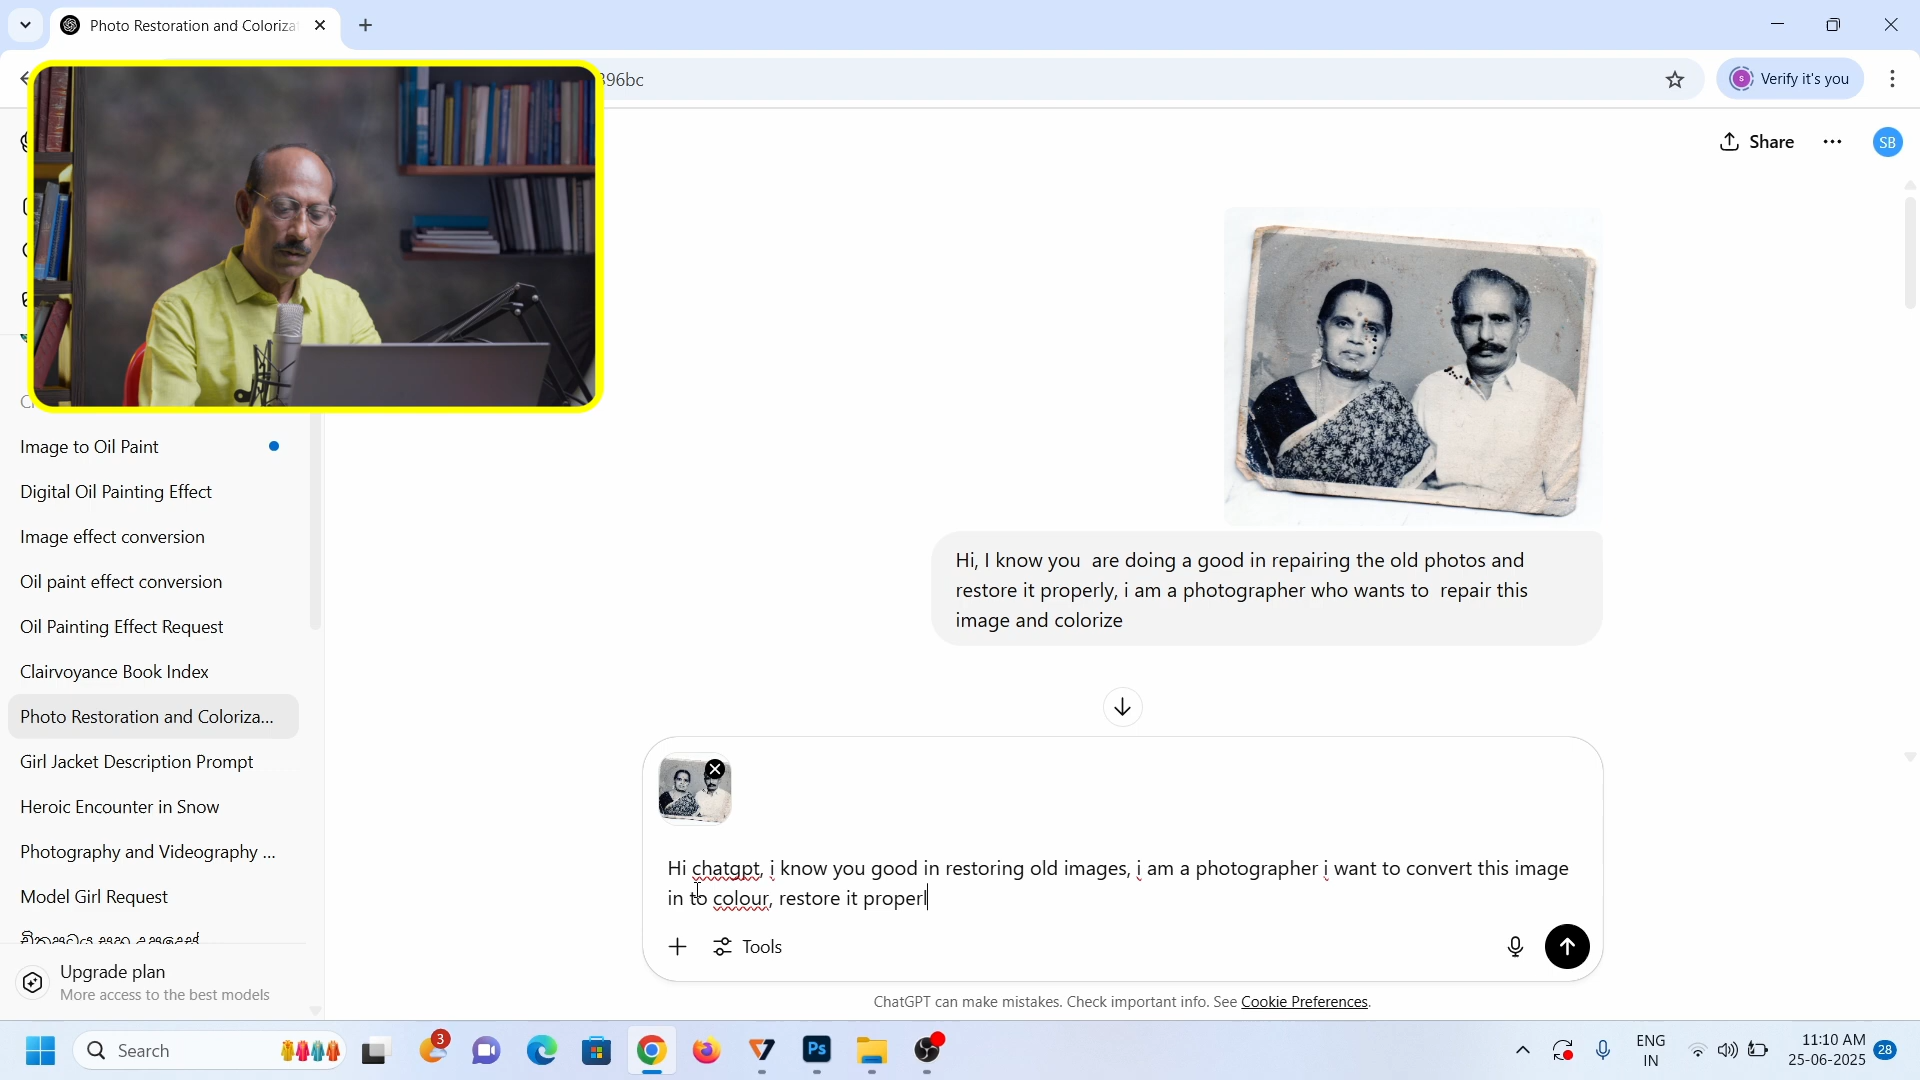 Photo Restoration and Coloriza
396bc
Verify it's you
Share
SB
Hi, I know you  are doing a good in repairing the old photos and
restore it properly, i am a photographer who wants to  repair this
image and colorize
Image to Oil Paint
Digital Oil Painting Effect
Image effect conversion
Oil paint effect conversion
Oil Painting Effect Request
Clairvoyance Book Index
Photo Restoration and Coloriza...
Girl Jacket Description Prompt
Heroic Encounter in Snow
Photography and Videography ...
Model Girl Request
Upgrade plan
More access to the best models
Hi chatgpt, i know you good in restoring old images, i am a photographer i want to convert this image
in to colour, restore it properl
Tools
ChatGPT can make mistakes. Check important info. See Cookie Preferences.
Search
3
Ps
ENG
IN
11:10 AM
25-06-2025
28